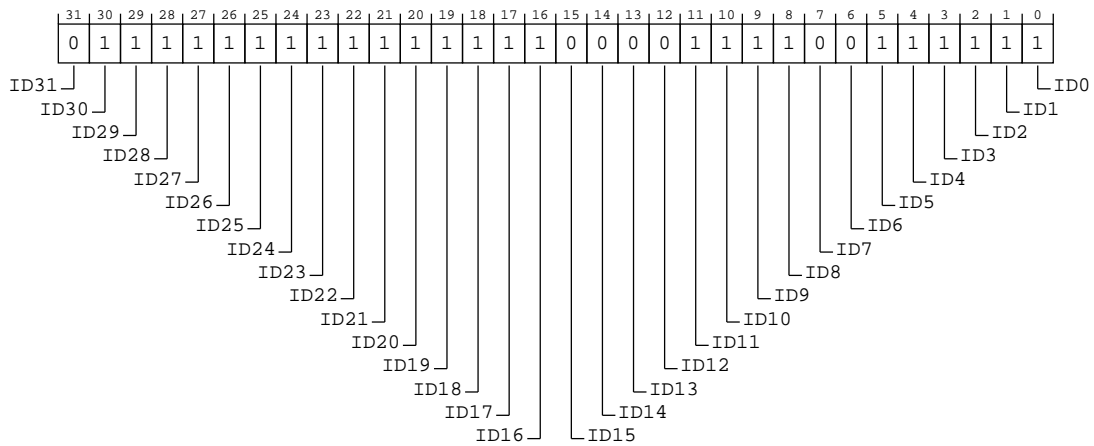 31 30 29 28 27 26 25 24 23 22 21 20 19 18 17 16 15 14 13 12 11 10 9 8 7 6 5 4 3 2 1 0
0 1 1 1 1 1 1 1 1 1 1 1 1 1 1 1 0 0 0 0 1 1 1 1 0 0 1 1 1 1 1 1
ID31 ID0
ID30 ID1
ID29 ID2
ID28 ID3
ID27 ID4
ID26 ID5
ID25 ID6
ID24 ID7
ID23 ID8
ID22 ID9
ID21 ID10
ID20 ID11
ID19 ID12
ID18 ID13
ID17 ID14
ID16 ID15